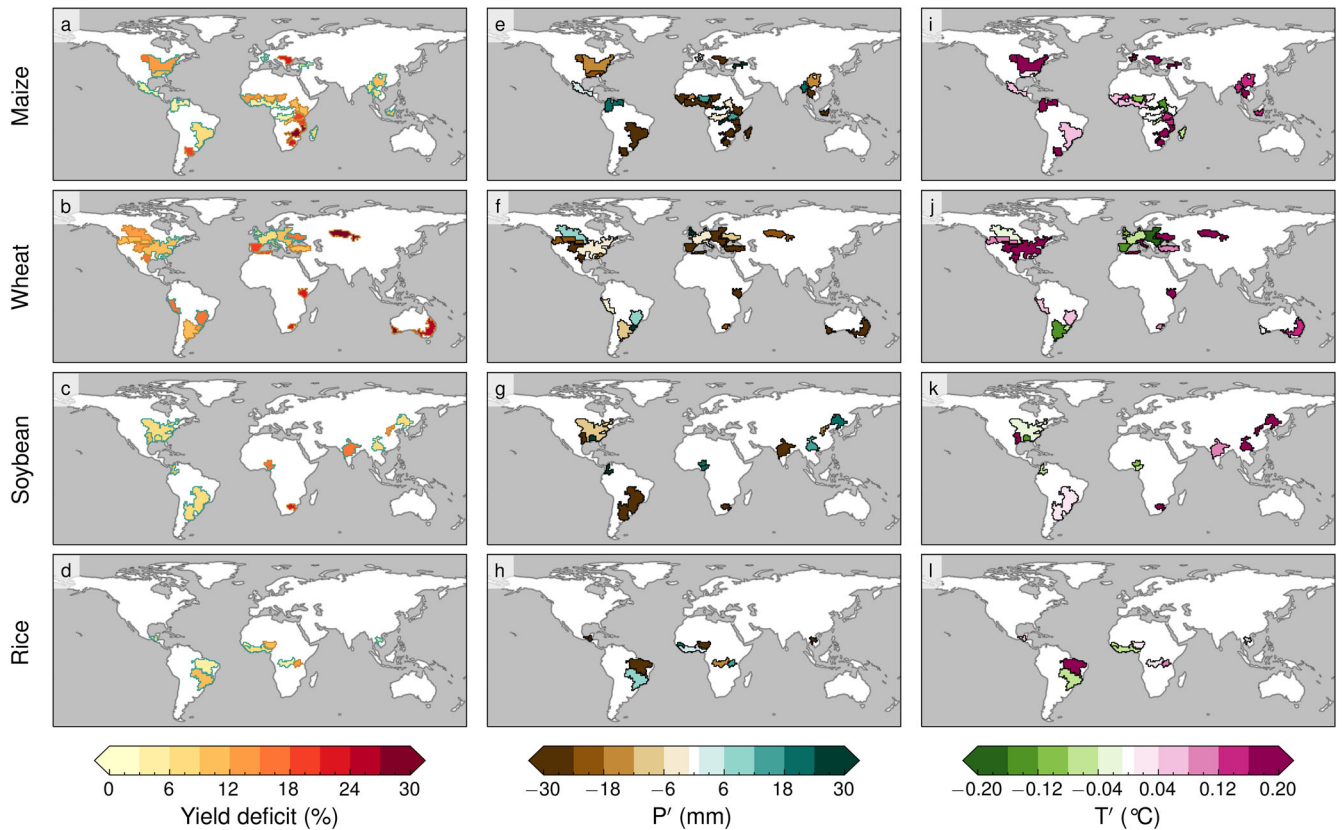 a
e
i
Maize
b
f
j
Wheat
c
g
k
Soybean
d
h
l
Rice
0 6 12 18 24 30
−30 −18 −6 6 18 30
−0.20 −0.12 −0.04 0.04 0.12 0.20
Yield deficit (%)
P′ (mm)
T′ (°C)